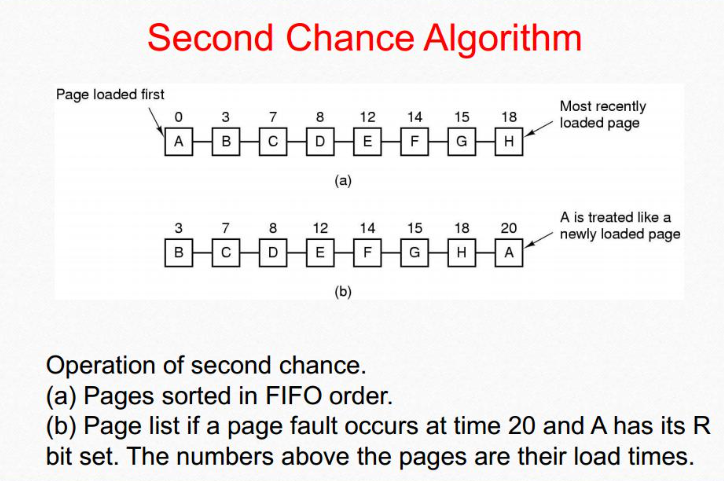 Second Chance Algorithm
Page loaded first
0 3 7 8 12 14 15 18
Most recently
loaded page
A B C D E F G H
(a)
3 7 8 12 14 15 18 20
A is treated like a
newly loaded page
B C D E F G H A
(b)
Operation of second chance.
(a) Pages sorted in FIFO order.
(b) Page list if a page fault occurs at time 20 and A has its R
bit set. The numbers above the pages are their load times.